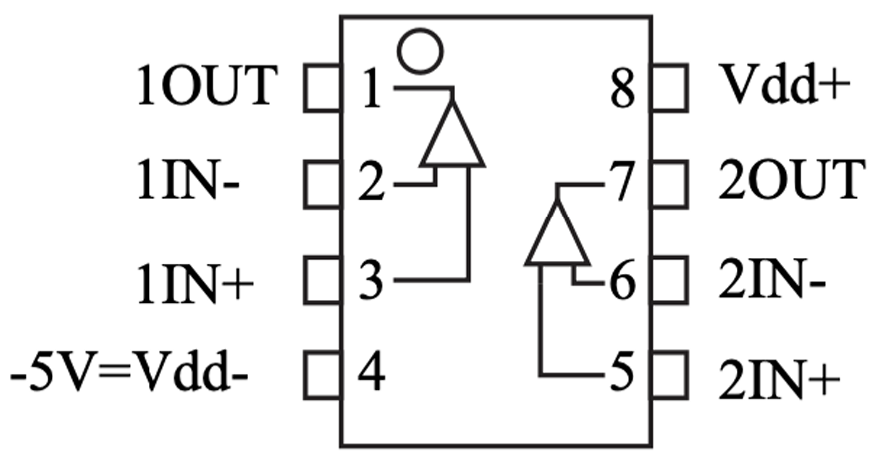 1OUT 1 8 Vdd+
1IN- 2 7 2OUT
1IN+ 3 6 2IN-
-5V=Vdd- 4 5 2IN+